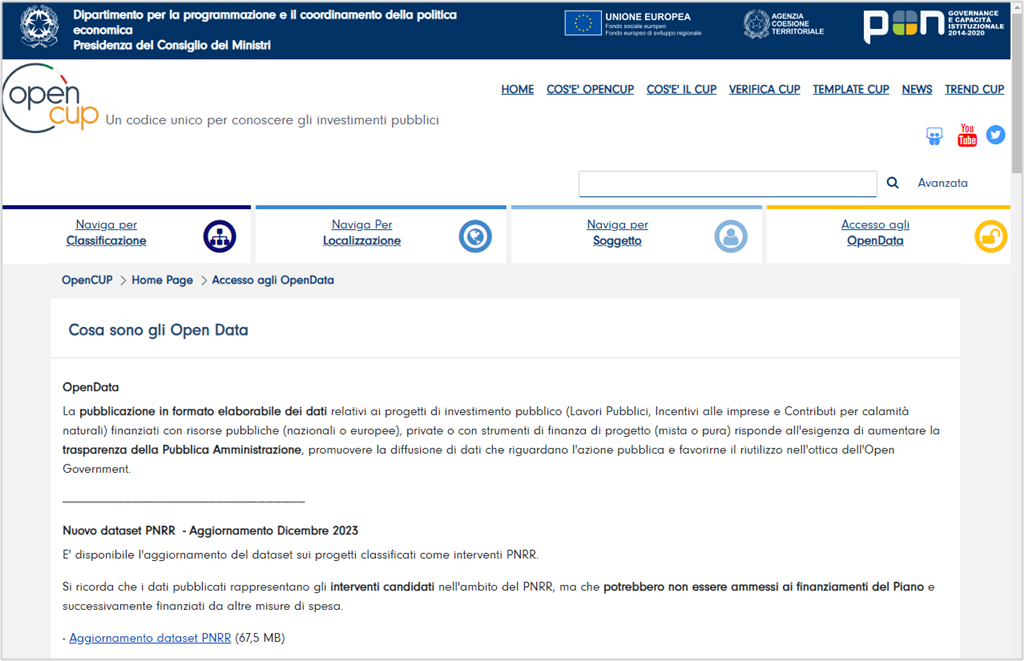 Dipartimento per la programmazione e il coordinamento della politica
economica
Presidenza del Consiglio dei Ministri
UNIONE EUROPEA
Fondo sociale europeo
Fondo europeo di sviluppo regionale
AGENZIA
COESIONE
TERRITORIALE
pon
GOVERNANCE
E CAPACITÀ
ISTITUZIONALE
2014-2020
opèn
cup
Un codice unico per conoscere gli investimenti pubblici
HOME COS'E' OPENCUP COS'E' IL CUP VERIFICA CUP TEMPLATE CUP NEWS TREND CUP
You
Tube
Avanzata
Naviga per
Classificazione
Naviga Per
Localizzazione
Naviga per
Soggetto
Accesso agli
OpenData
OpenCUP > Home Page > Accesso agli OpenData
Cosa sono gli Open Data
OpenData
La pubblicazione in formato elaborabile dei dati relativi ai progetti di investimento pubblico (Lavori Pubblici, Incentivi alle imprese e Contributi per calamità
naturali) finanziati con risorse pubbliche (nazionali o europee), private o con strumenti di finanza di progetto (mista o pura) risponde all'esigenza di aumentare la
trasparenza della Pubblica Amministrazione, promuovere la diffusione di dati che riguardano l'azione pubblica e favorirne il riutilizzo nell'ottica dell'Open
Government.
Nuovo dataset PNRR - Aggiornamento Dicembre 2023
E' disponibile l'aggiornamento del dataset sui progetti classificati come interventi PNRR.
Si ricorda che i dati pubblicati rappresentano gli interventi candidati nell'ambito del PNRR, ma che potrebbero non essere ammessi ai finanziamenti del Piano e
successivamente finanziati da altre misure di spesa.
- Aggiornamento dataset PNRR (67,5 MB)